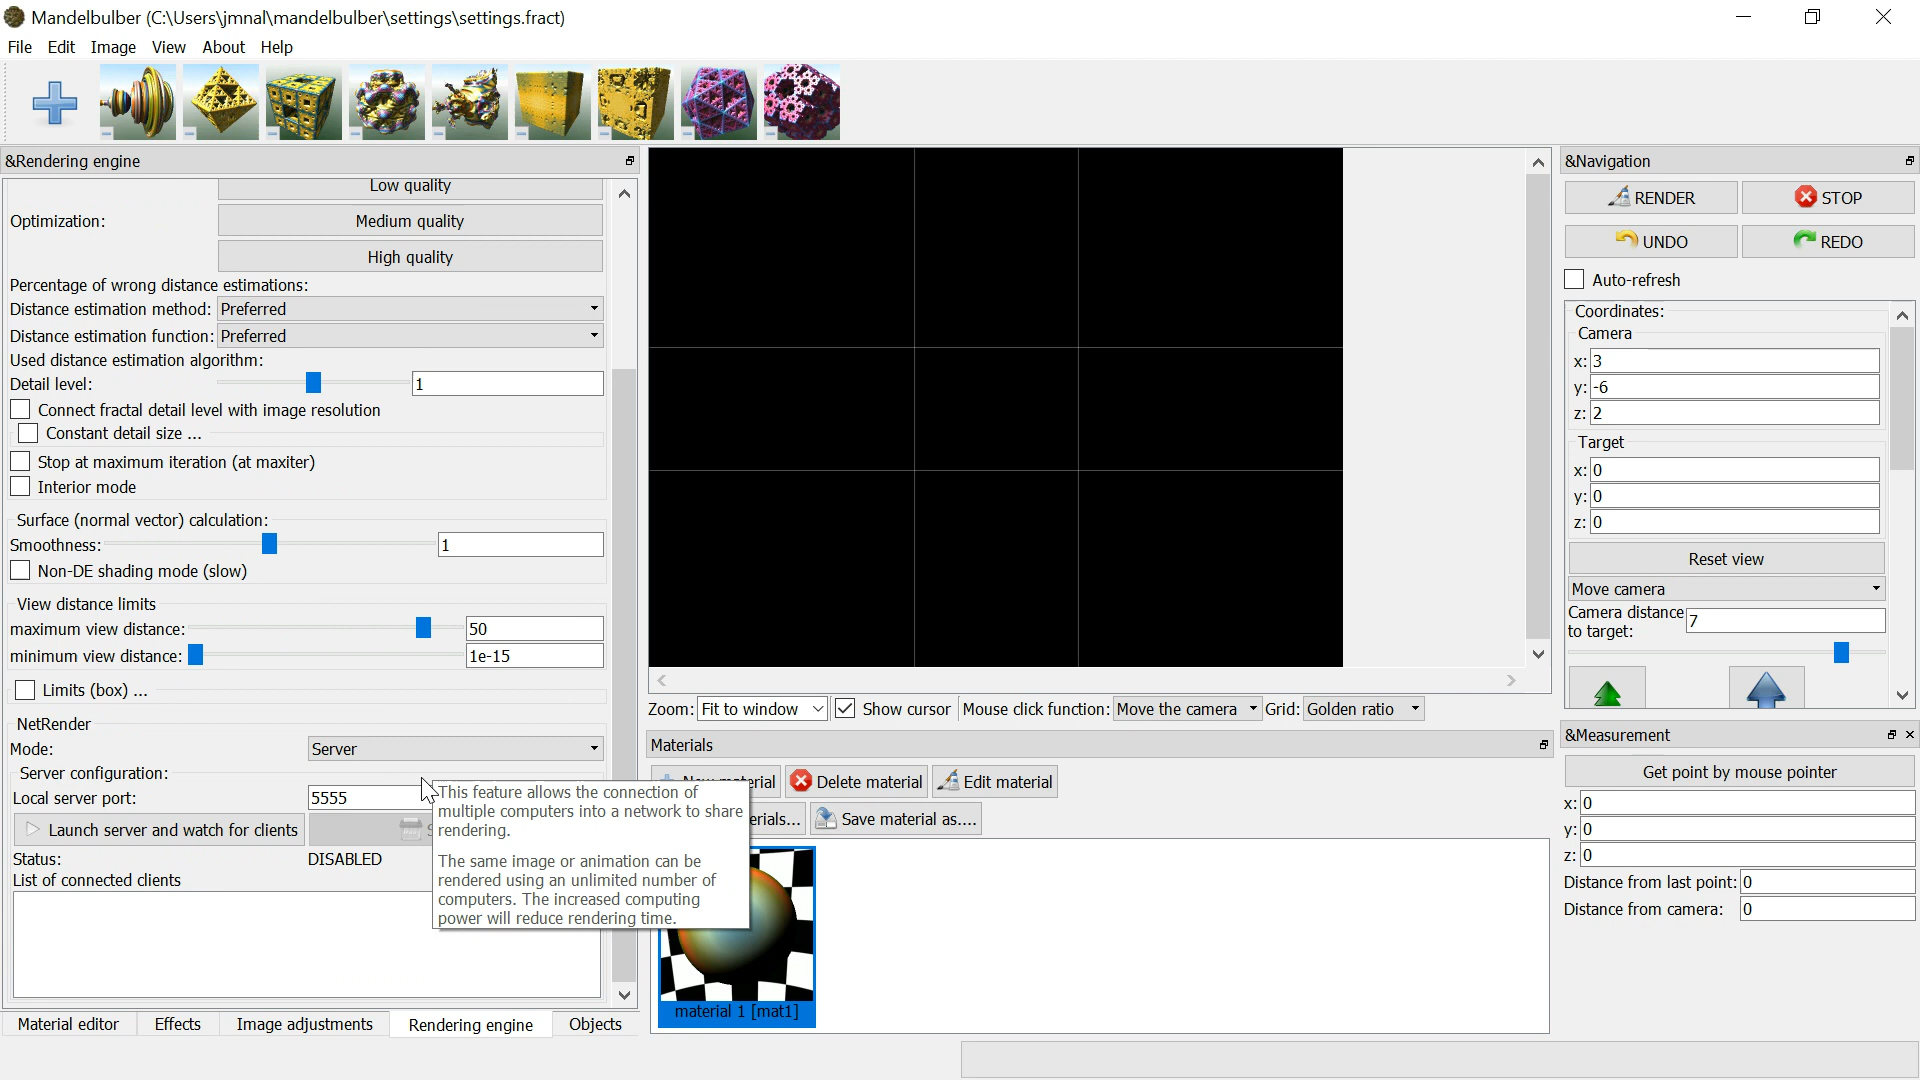 Mandelbulber (C:\Users\jmnal\mandelbulber\settings\settings.fract)
File Edit Image View About Help
&Rendering engine
Low quality
Optimization:
Medium quality
High quality
Percentage of wrong distance estimations:
Distance estimation method: Preferred
Distance estimation function: Preferred
Used distance estimation algorithm:
Detail level: 1
Connect fractal detail level with image resolution
Constant detail size ...
Stop at maximum iteration (at maxiter)
Interior mode
Surface (normal vector) calculation:
Smoothness: 1
Non-DE shading mode (slow)
View distance limits
maximum view distance: 50
minimum view distance: 1e-15
Limits (box) ...
NetRender
Mode: Server
Server configuration:
Local server port: 5555
Launch server and watch for clients
Status: DISABLED
List of connected clients
This feature allows the connection of
multiple computers into a network to share
rendering.
The same image or animation can be
rendered using an unlimited number of
computers. The increased computing
power will reduce rendering time.
Material editor Effects Image adjustments Rendering engine Objects
Zoom: Fit to window Show cursor Mouse click function: Move the camera Grid: Golden ratio
Materials
Delete material Edit material
Save material as....
material 1 [mat1]
&Navigation
RENDER STOP
UNDO REDO
Auto-refresh
Coordinates:
Camera
x: 3
y: -6
z: 2
Target
x: 0
y: 0
z: 0
Reset view
Move camera
Camera distance
to target: 7
&Measurement
Get point by mouse pointer
x: 0
y: 0
z: 0
Distance from last point: 0
Distance from camera: 0